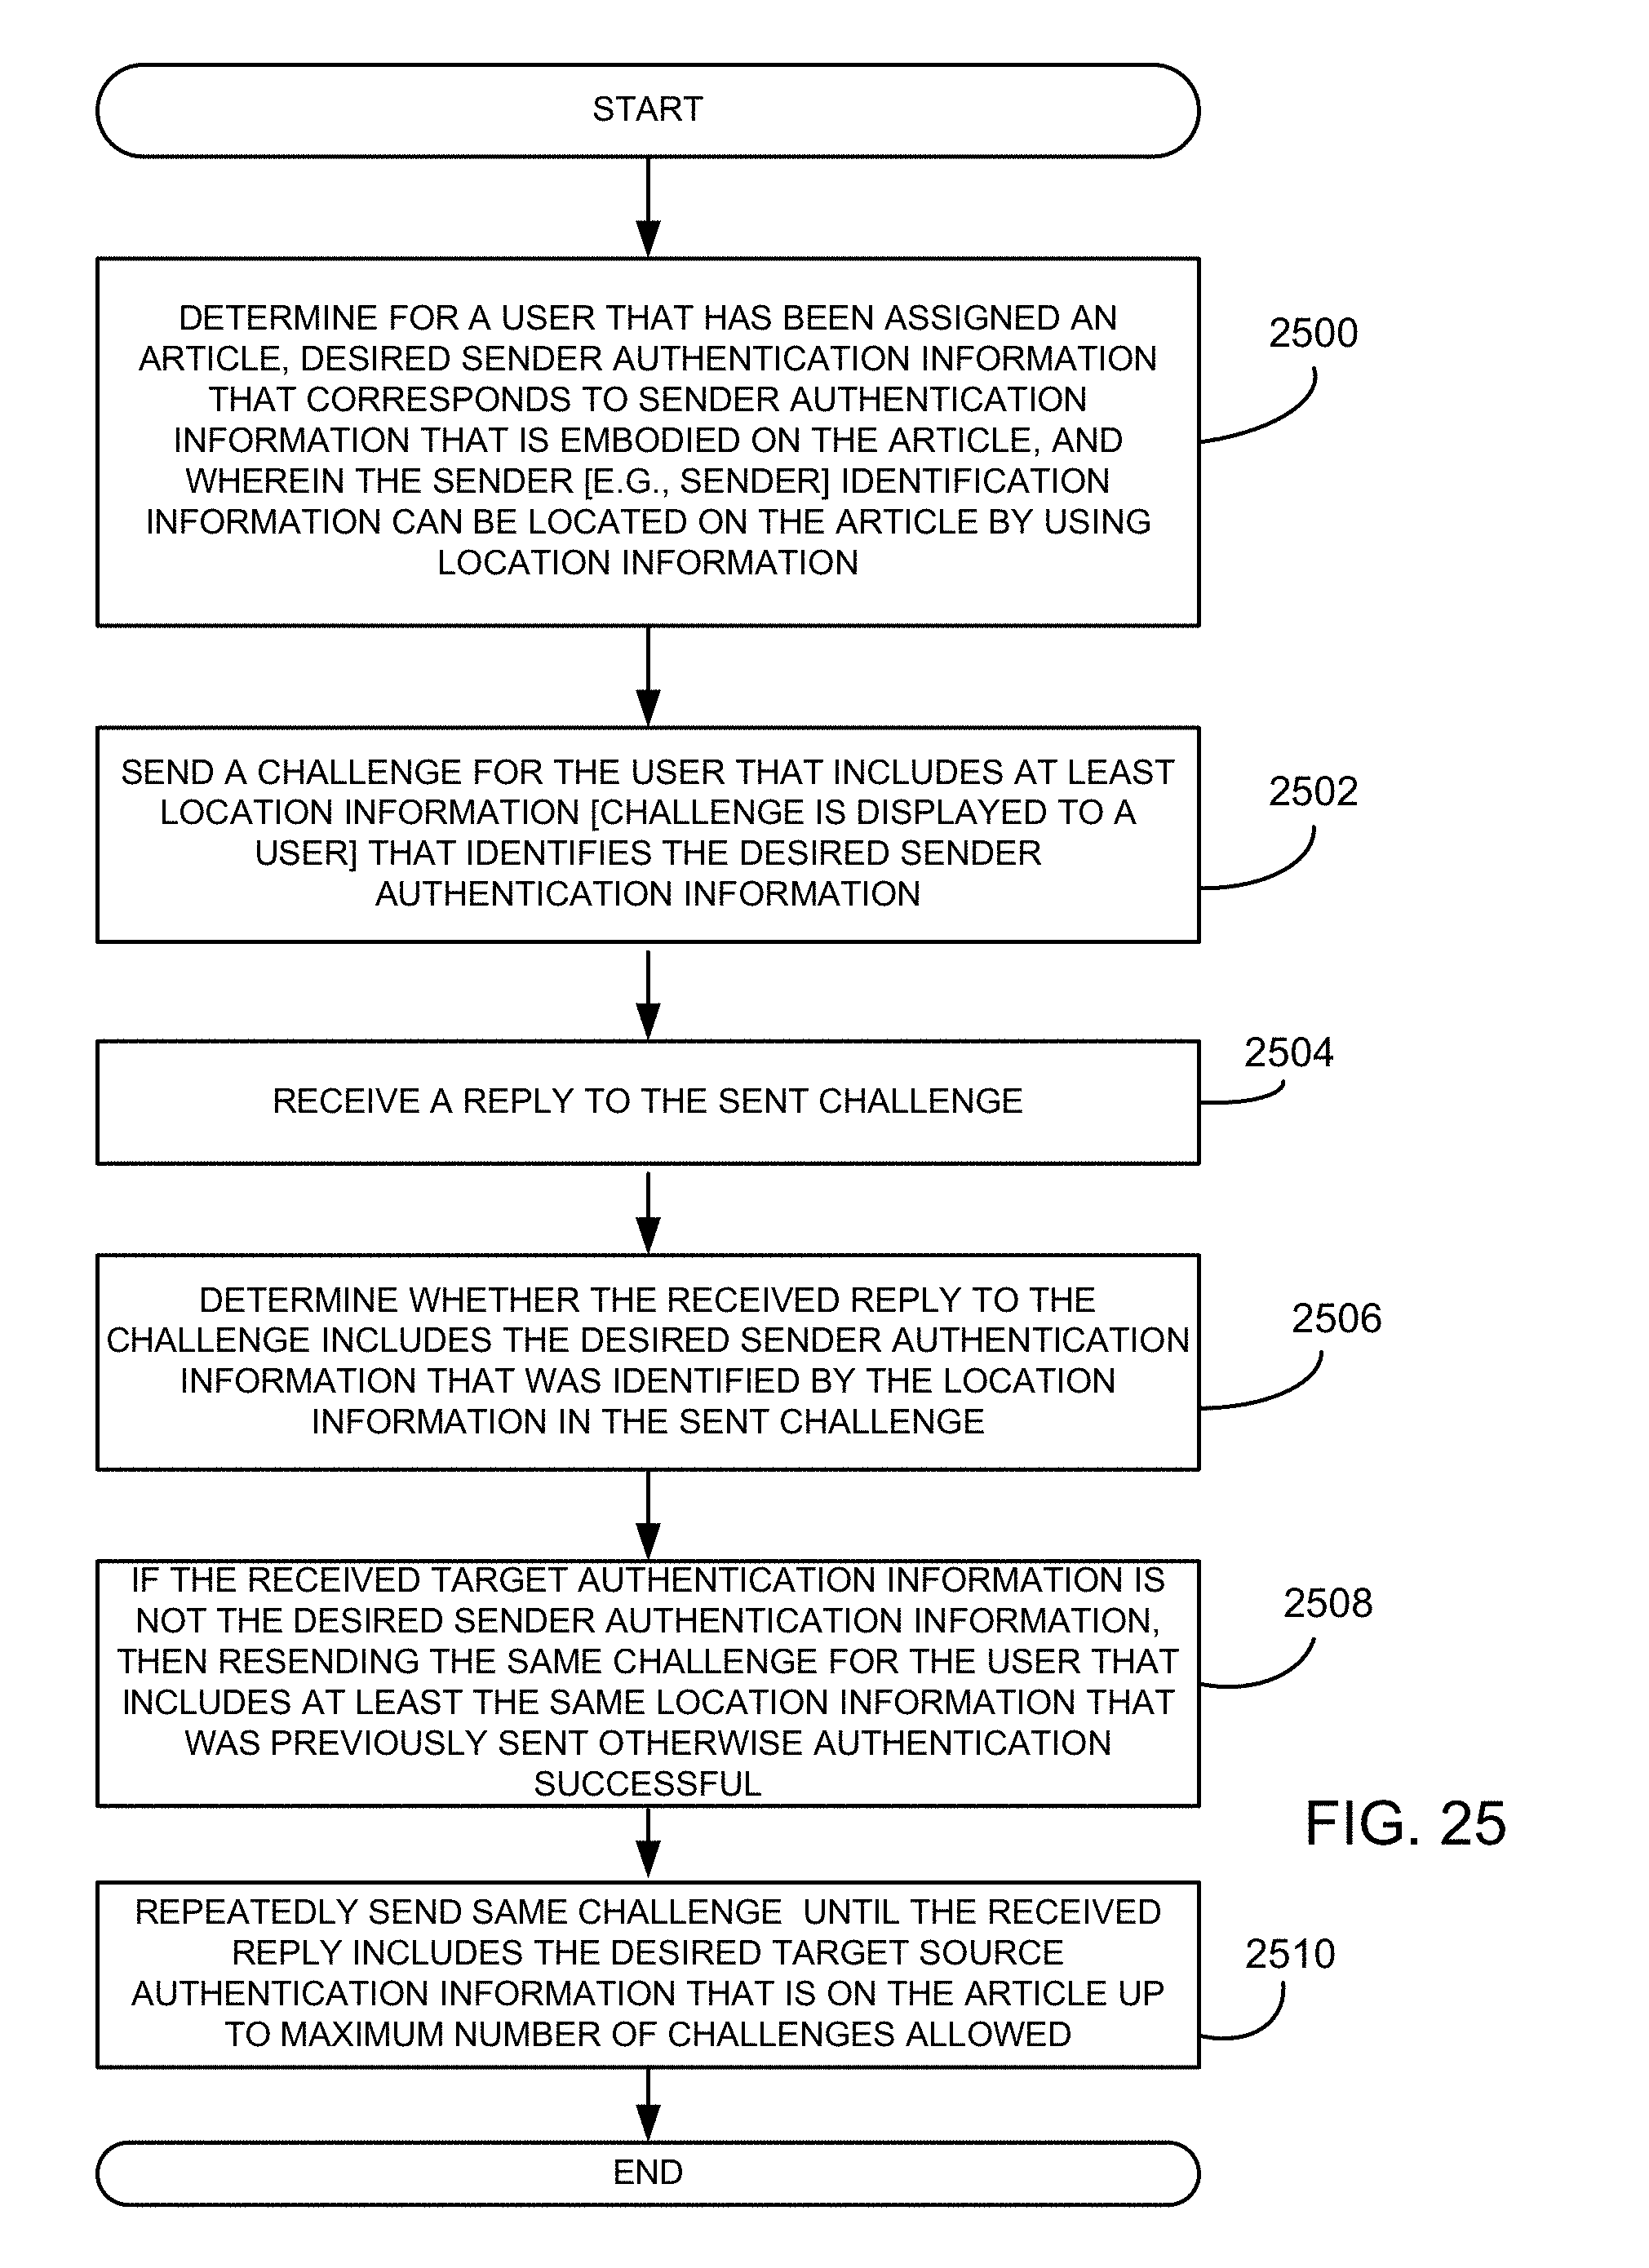 START
DETERMINE FOR A USER THAT HAS BEEN ASSIGNED AN
ARTICLE, DESIRED SENDER AUTHENTICATION INFORMATION
THAT CORRESPONDS TO SENDER AUTHENTICATION
INFORMATION THAT IS EMBODIED ON THE ARTICLE, AND
WHEREIN THE SENDER [E.G., SENDER] IDENTIFICATION
INFORMATION CAN BE LOCATED ON THE ARTICLE BY USING
LOCATION INFORMATION
2500
SEND A CHALLENGE FOR THE USER THAT INCLUDES AT LEAST
LOCATION INFORMATION [CHALLENGE IS DISPLAYED TO A
USER] THAT IDENTIFIES THE DESIRED SENDER
AUTHENTICATION INFORMATION
2502
RECEIVE A REPLY TO THE SENT CHALLENGE
2504
DETERMINE WHETHER THE RECEIVED REPLY TO THE
CHALLENGE INCLUDES THE DESIRED SENDER AUTHENTICATION
INFORMATION THAT WAS IDENTIFIED BY THE LOCATION
INFORMATION IN THE SENT CHALLENGE
2506
IF THE RECEIVED TARGET AUTHENTICATION INFORMATION IS
NOT THE DESIRED SENDER AUTHENTICATION INFORMATION,
THEN RESENDING THE SAME CHALLENGE FOR THE USER THAT
INCLUDES AT LEAST THE SAME LOCATION INFORMATION THAT
WAS PREVIOUSLY SENT OTHERWISE AUTHENTICATION
SUCCESSFUL
2508
FIG. 25
REPEATEDLY SEND SAME CHALLENGE  UNTIL THE RECEIVED
REPLY INCLUDES THE DESIRED TARGET SOURCE
AUTHENTICATION INFORMATION THAT IS ON THE ARTICLE UP
TO MAXIMUM NUMBER OF CHALLENGES ALLOWED
2510
END